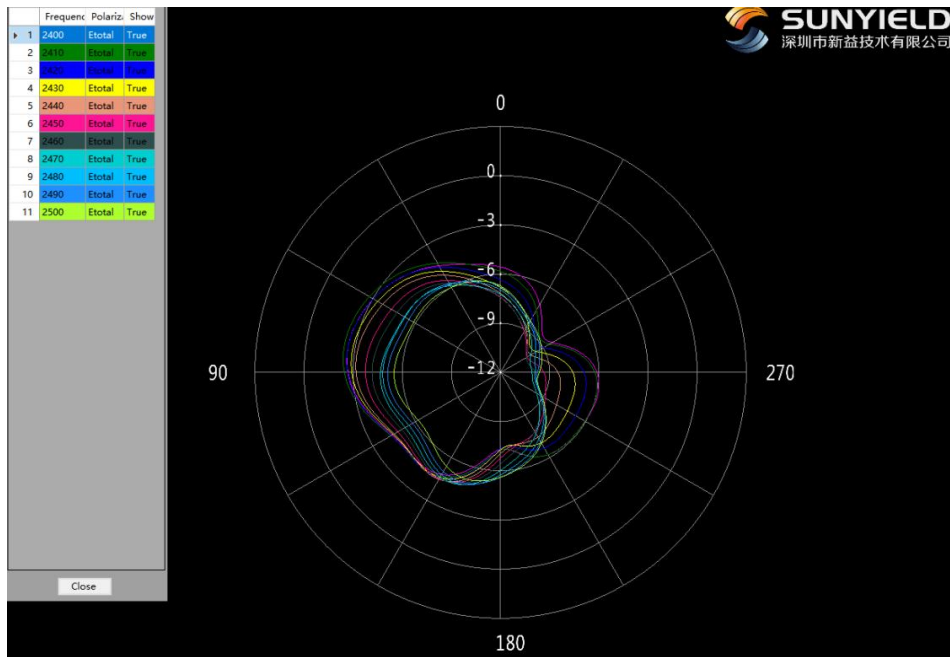 Frequenc Polariz Show
1 2400 Etotal True
2 2410 Etotal True
3 2420 Etotal True
4 2430 Etotal True
5 2440 Etotal True
6 2450 Etotal True
7 2460 Etotal True
8 2470 Etotal True
9 2480 Etotal True
10 2490 Etotal True
11 2500 Etotal True
Close
SUNYIELD
深圳市新益技术有限公司
0
0
-3
-6
-9
-12
90
270
180